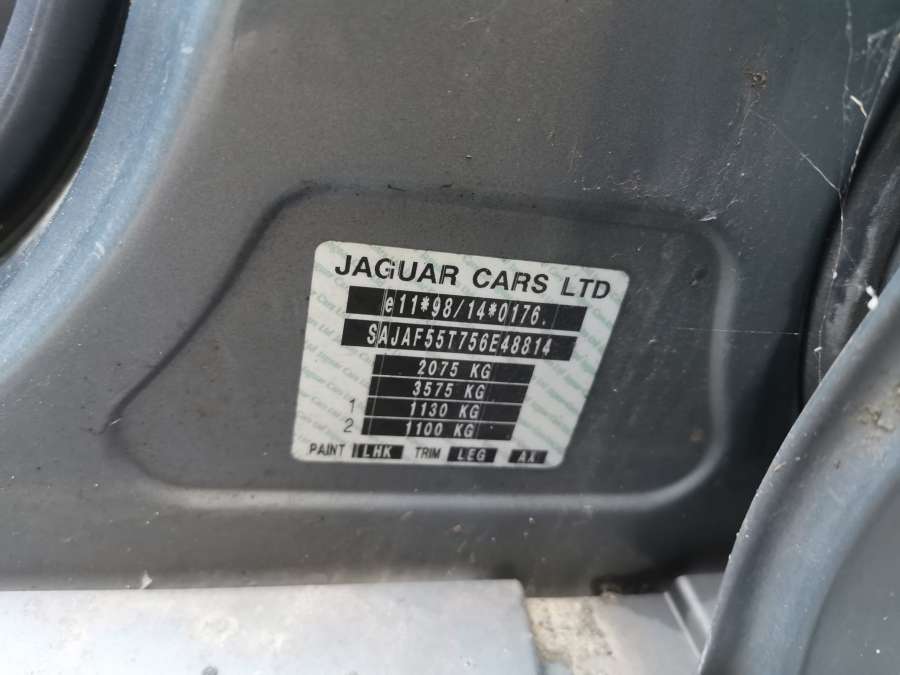 JAGUAR CARS LTD
e11*98/14*0176.
SAJAF55T756E48814
2075 KG
3575 KG
1 1130 KG
2 1100 KG
PAINT LHK TRIM LEG AX